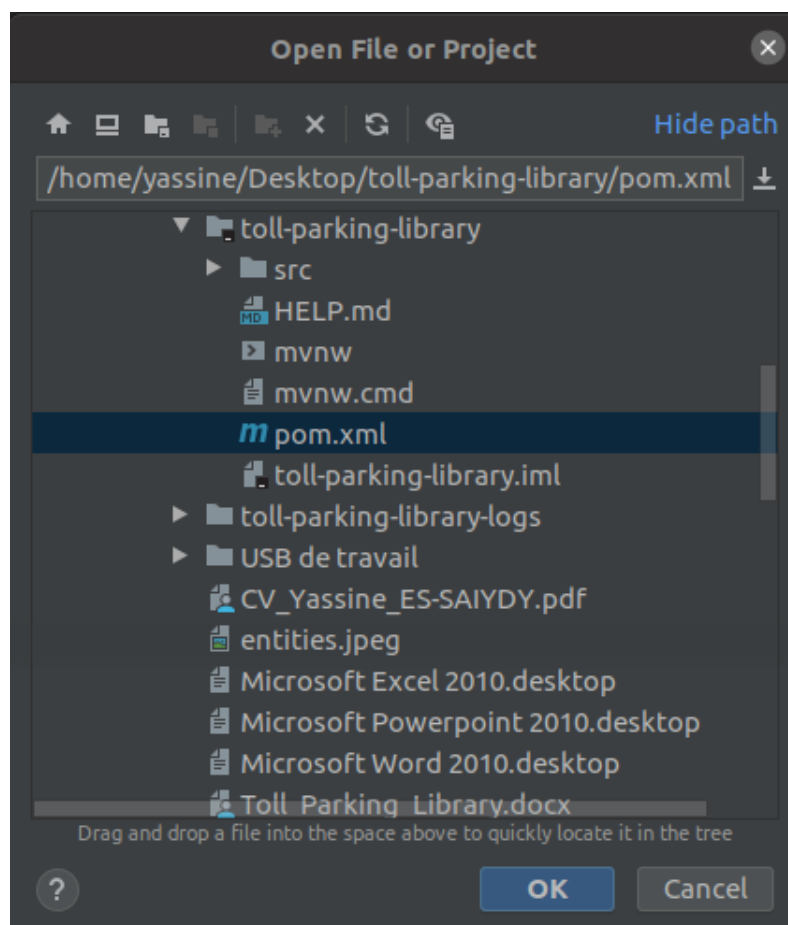 Open File or Project
Hide path
/home/yassine/Desktop/toll-parking-library/pom.xml
toll-parking-library
src
MD HELP.md
mvnw
mvnw.cmd
m pom.xml
toll-parking-library.iml
toll-parking-library-logs
USB de travail
CV_Yassine_ES-SAIYDY.pdf
entities.jpeg
Microsoft Excel 2010.desktop
Microsoft Powerpoint 2010.desktop
Microsoft Word 2010.desktop
Toll_Parking_Library.docx
Drag and drop a file into the space above to quickly locate it in the tree
? OK Cancel